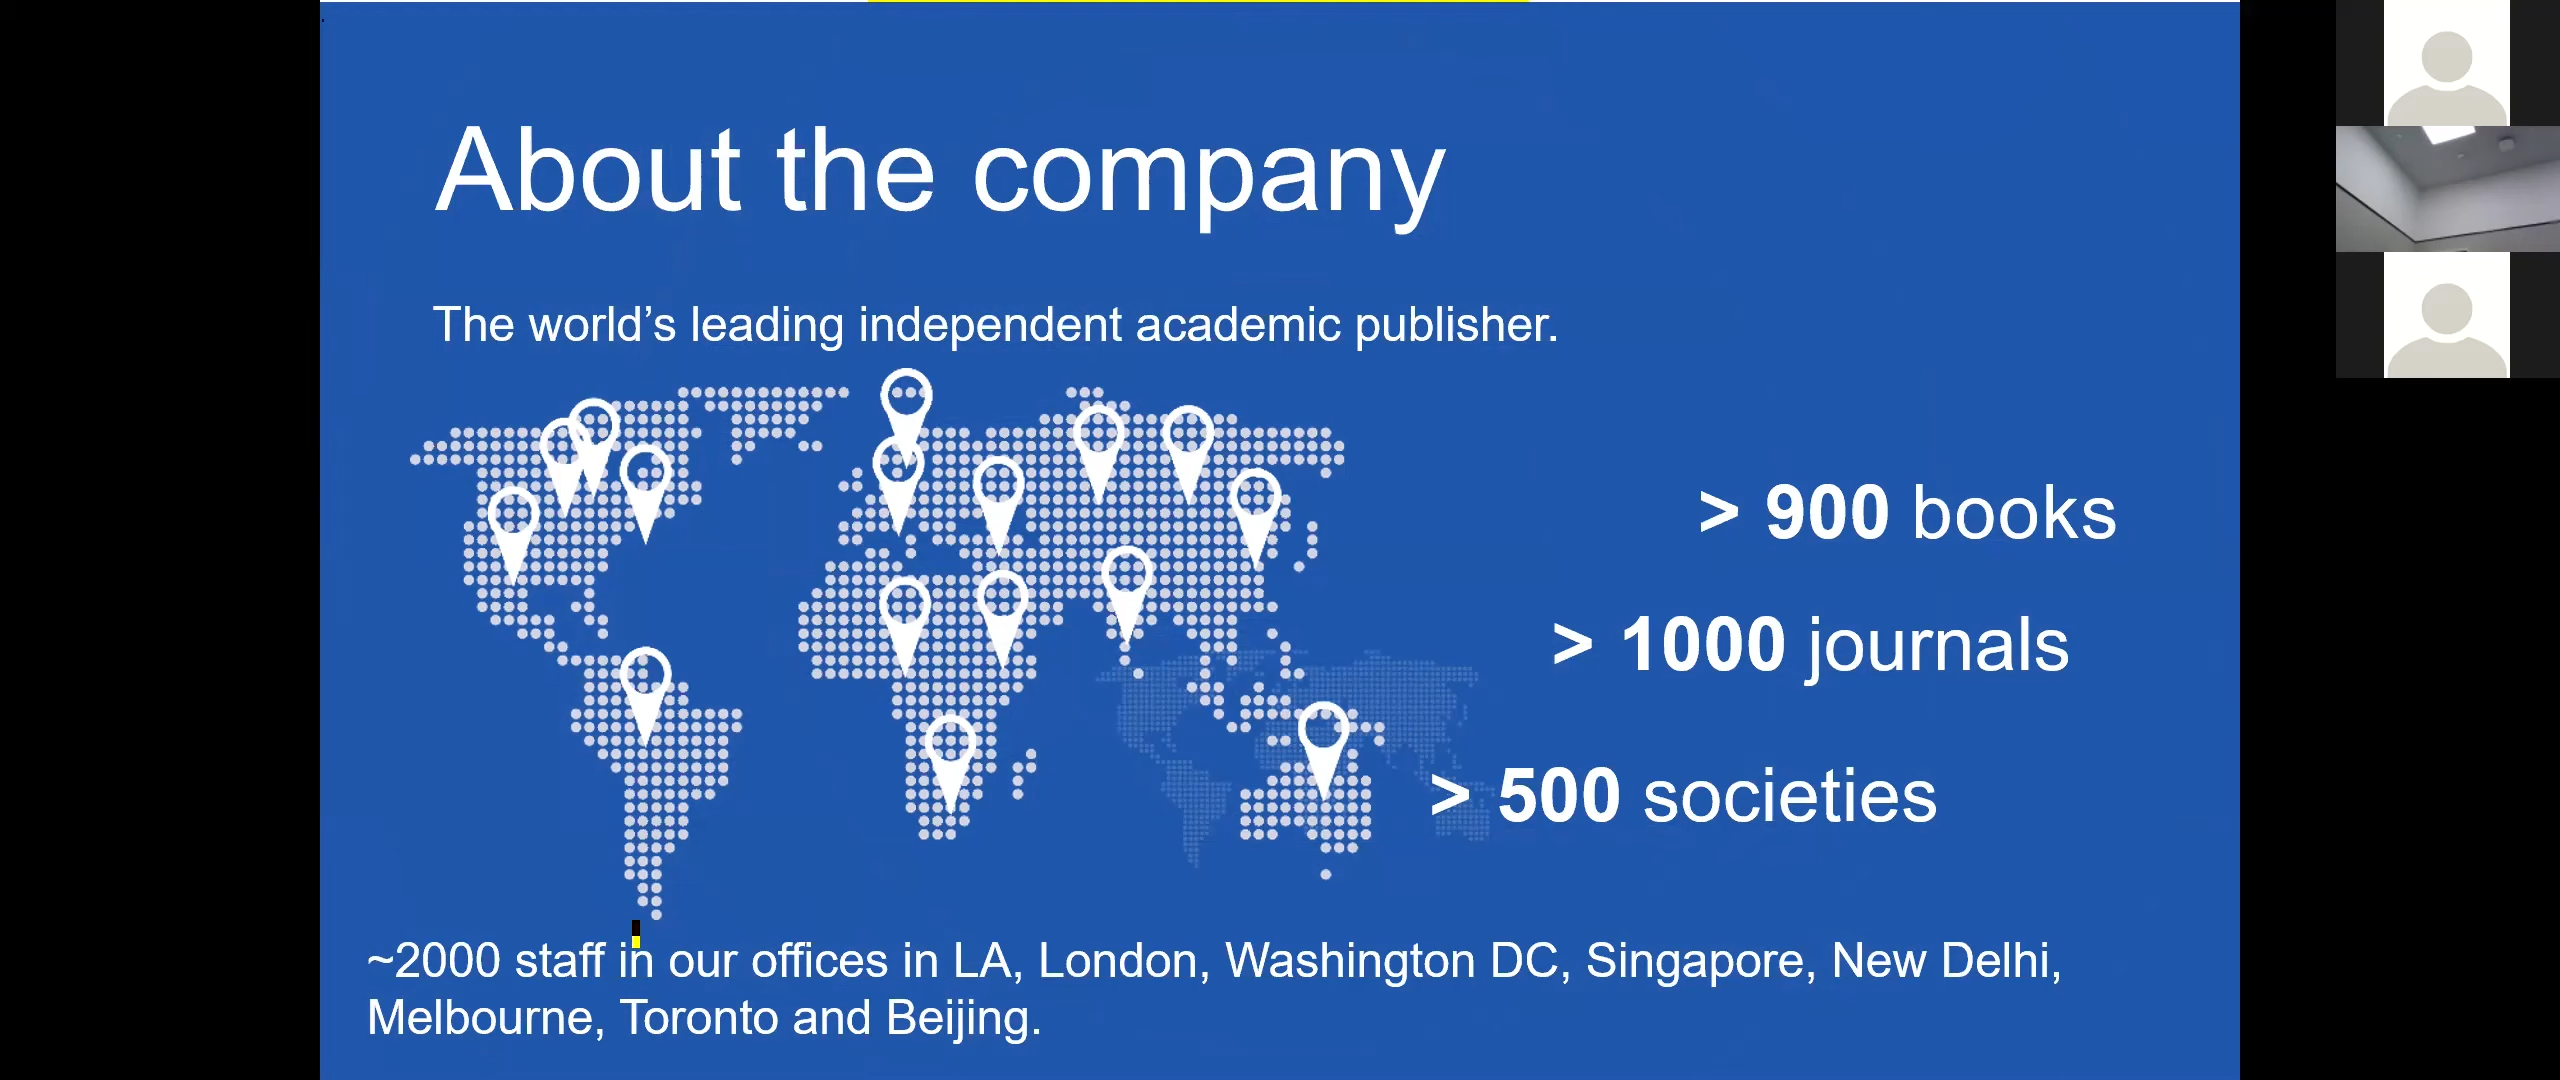 About the company
The world’s leading independent academic publisher.
> 900 books
> 1000 journals
> 500 societies
~2000 staff in our offices in LA, London, Washington DC, Singapore, New Delhi,
Melbourne, Toronto and Beijing.